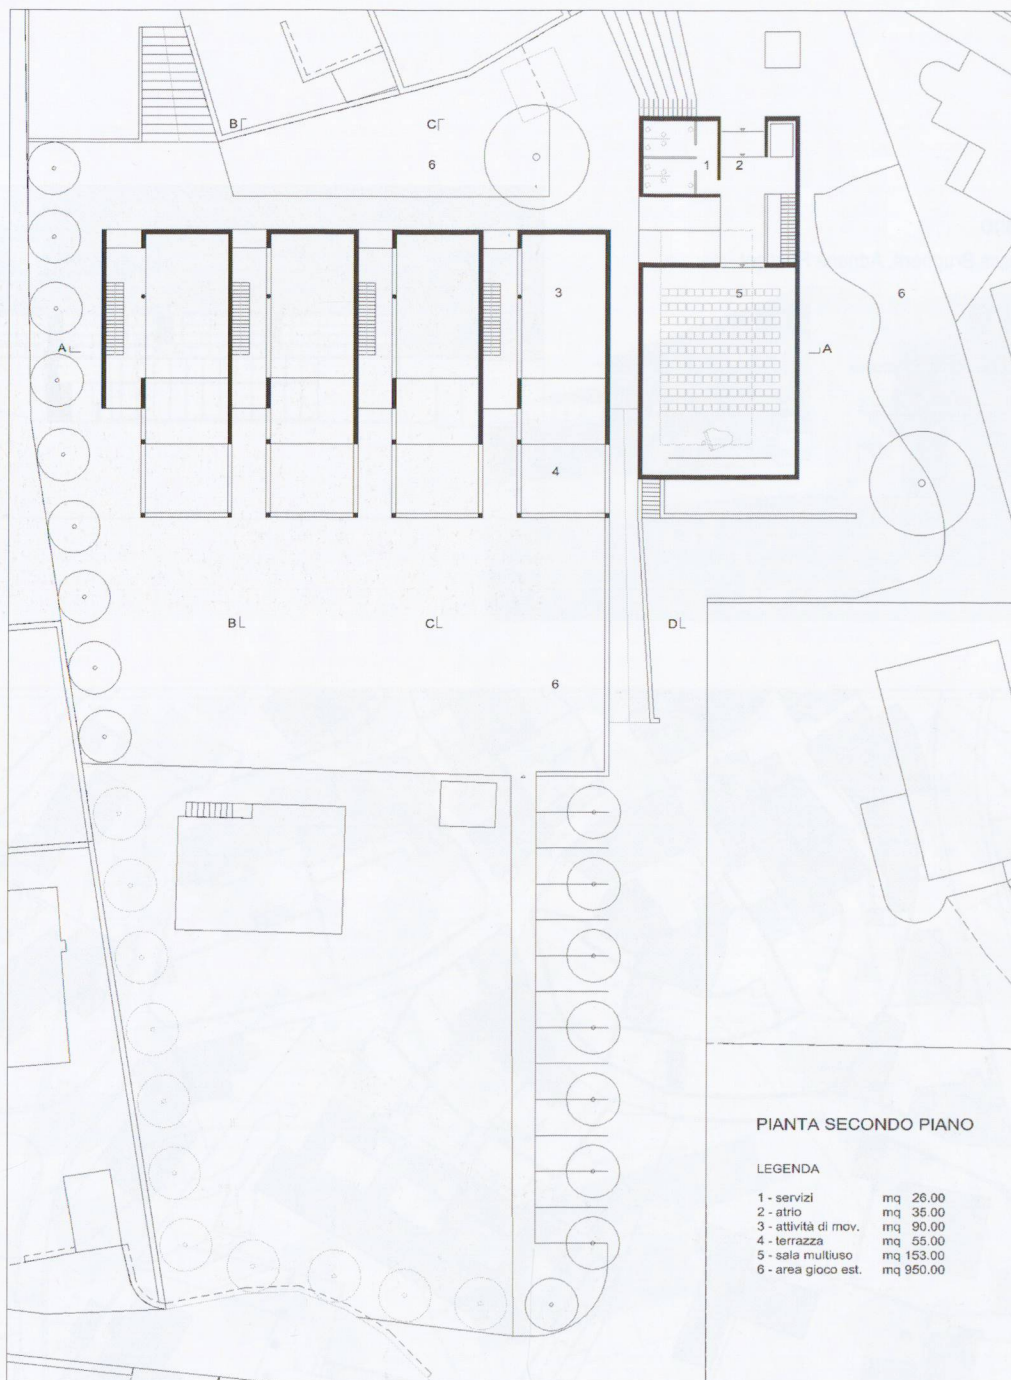 B
C
6
1
2
3
5
6
A
A
4
B
C
D
6
PIANTA SECONDO PIANO
LEGENDA
1 - servizi mq 26.00
2 - atrio mq 35.00
3 - attività di mov. mq 90.00
4 - terrazza mq 55.00
5 - sala multiuso mq 153.00
6 - area gioco est. mq 950.00